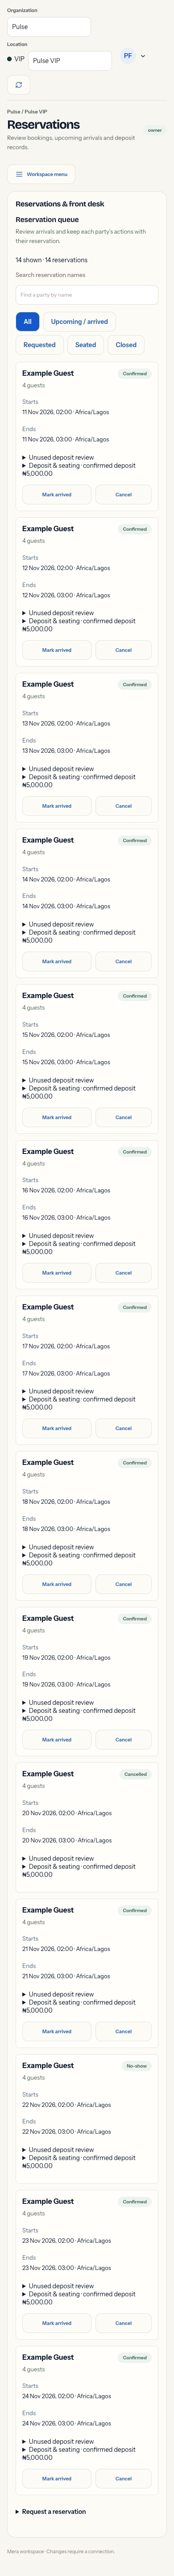 Organization
Pulse
Location
VIP
Pulse VIP
PF
Pulse / Pulse VIP
Reservations
owner
Review bookings, upcoming arrivals and deposit
records.
Workspace menu
Reservations & front desk
Reservation queue
Review arrivals and keep each party's actions with
their reservation.
14 shown · 14 reservations
Search reservation names
Find a party by name
All
Upcoming / arrived
Requested
Seated
Closed
Example Guest
Confirmed
4 guests
Starts
11 Nov 2026, 02:00 · Africa/Lagos
Ends
11 Nov 2026, 03:00 · Africa/Lagos
Unused deposit review
Deposit & seating · confirmed deposit
₦5,000.00
Mark arrived
Cancel
Example Guest
Confirmed
4 guests
Starts
12 Nov 2026, 02:00 · Africa/Lagos
Ends
12 Nov 2026, 03:00 · Africa/Lagos
Unused deposit review
Deposit & seating · confirmed deposit
₦5,000.00
Mark arrived
Cancel
Example Guest
Confirmed
4 guests
Starts
13 Nov 2026, 02:00 · Africa/Lagos
Ends
13 Nov 2026, 03:00 · Africa/Lagos
Unused deposit review
Deposit & seating · confirmed deposit
₦5,000.00
Mark arrived
Cancel
Example Guest
Confirmed
4 guests
Starts
14 Nov 2026, 02:00 · Africa/Lagos
Ends
14 Nov 2026, 03:00 · Africa/Lagos
Unused deposit review
Deposit & seating · confirmed deposit
₦5,000.00
Mark arrived
Cancel
Example Guest
Confirmed
4 guests
Starts
15 Nov 2026, 02:00 · Africa/Lagos
Ends
15 Nov 2026, 03:00 · Africa/Lagos
Unused deposit review
Deposit & seating · confirmed deposit
₦5,000.00
Mark arrived
Cancel
Example Guest
Confirmed
4 guests
Starts
16 Nov 2026, 02:00 · Africa/Lagos
Ends
16 Nov 2026, 03:00 · Africa/Lagos
Unused deposit review
Deposit & seating · confirmed deposit
₦5,000.00
Mark arrived
Cancel
Example Guest
Confirmed
4 guests
Starts
17 Nov 2026, 02:00 · Africa/Lagos
Ends
17 Nov 2026, 03:00 · Africa/Lagos
Unused deposit review
Deposit & seating · confirmed deposit
₦5,000.00
Mark arrived
Cancel
Example Guest
Confirmed
4 guests
Starts
18 Nov 2026, 02:00 · Africa/Lagos
Ends
18 Nov 2026, 03:00 · Africa/Lagos
Unused deposit review
Deposit & seating · confirmed deposit
₦5,000.00
Mark arrived
Cancel
Example Guest
Confirmed
4 guests
Starts
19 Nov 2026, 02:00 · Africa/Lagos
Ends
19 Nov 2026, 03:00 · Africa/Lagos
Unused deposit review
Deposit & seating · confirmed deposit
₦5,000.00
Mark arrived
Cancel
Example Guest
Cancelled
4 guests
Starts
20 Nov 2026, 02:00 · Africa/Lagos
Ends
20 Nov 2026, 03:00 · Africa/Lagos
Unused deposit review
Deposit & seating · confirmed deposit
₦5,000.00
Example Guest
Confirmed
4 guests
Starts
21 Nov 2026, 02:00 · Africa/Lagos
Ends
21 Nov 2026, 03:00 · Africa/Lagos
Unused deposit review
Deposit & seating · confirmed deposit
₦5,000.00
Mark arrived
Cancel
Example Guest
No-show
4 guests
Starts
22 Nov 2026, 02:00 · Africa/Lagos
Ends
22 Nov 2026, 03:00 · Africa/Lagos
Unused deposit review
Deposit & seating · confirmed deposit
₦5,000.00
Example Guest
Confirmed
4 guests
Starts
23 Nov 2026, 02:00 · Africa/Lagos
Ends
23 Nov 2026, 03:00 · Africa/Lagos
Unused deposit review
Deposit & seating · confirmed deposit
₦5,000.00
Mark arrived
Cancel
Example Guest
Confirmed
4 guests
Starts
24 Nov 2026, 02:00 · Africa/Lagos
Ends
24 Nov 2026, 03:00 · Africa/Lagos
Unused deposit review
Deposit & seating · confirmed deposit
₦5,000.00
Mark arrived
Cancel
Request a reservation
Mera workspace · Changes require a connection.